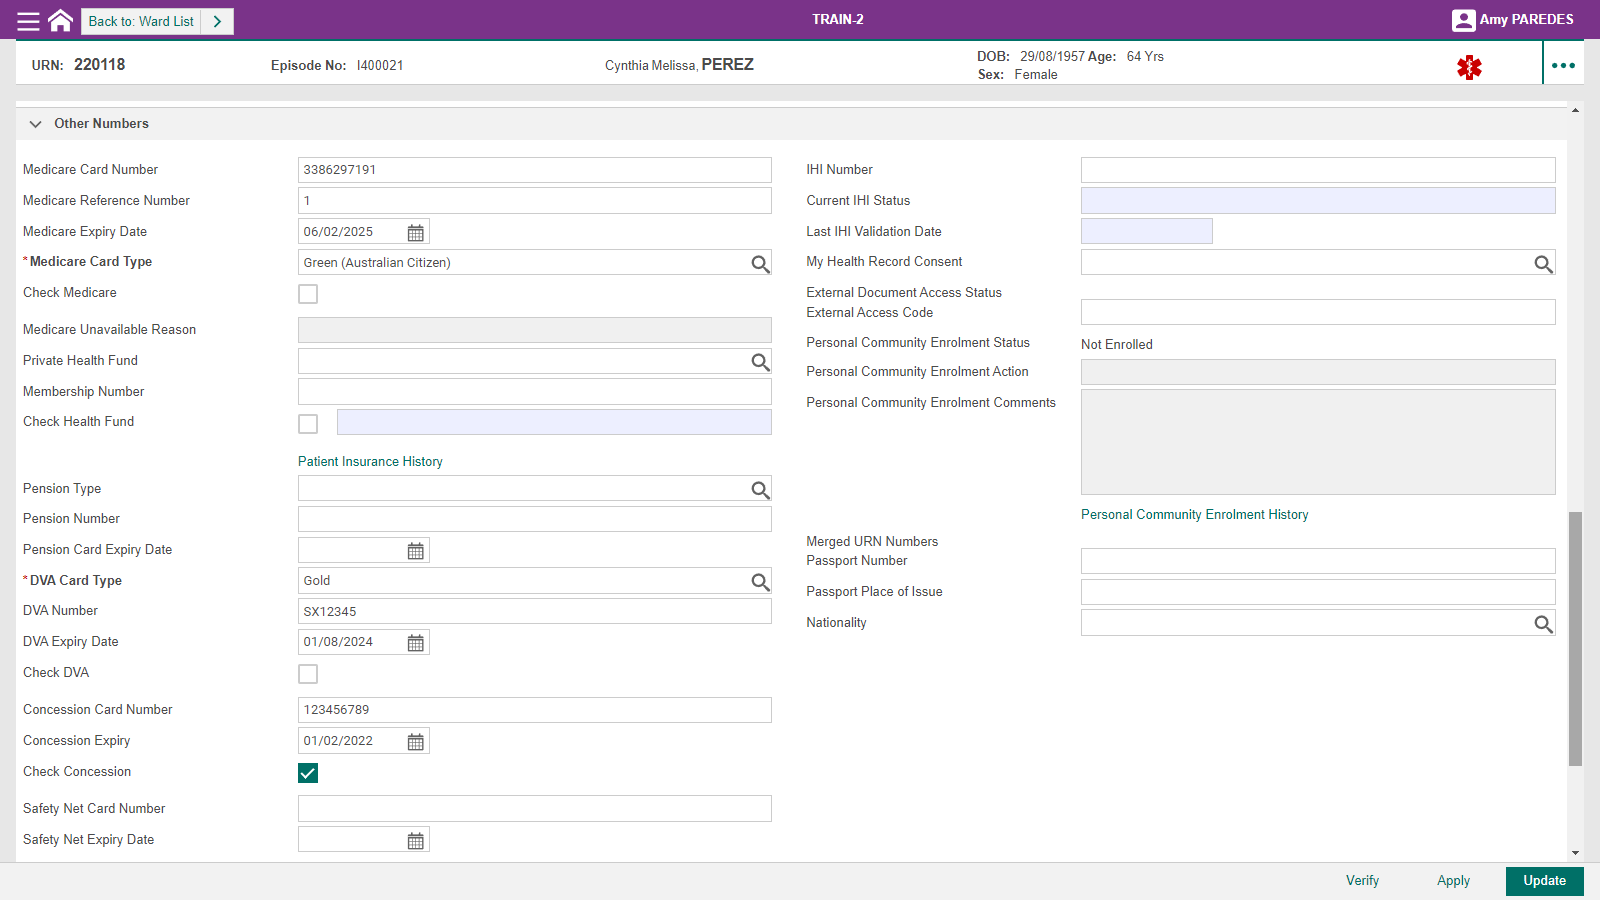 Back to: Ward List
TRAIN-2
Amy PAREDES
URN: 220118
Episode No: I400021
Cynthia Melissa, PEREZ
DOB: 29/08/1957 Age: 64 Yrs
Sex: Female
Other Numbers
Medicare Card Number 3386297191
Medicare Reference Number 1
Medicare Expiry Date 06/02/2025
*Medicare Card Type Green (Australian Citizen)
Check Medicare
Medicare Unavailable Reason
Private Health Fund
Membership Number
Check Health Fund
Patient Insurance History
Pension Type
Pension Number
Pension Card Expiry Date
*DVA Card Type Gold
DVA Number SX12345
DVA Expiry Date 01/08/2024
Check DVA
Concession Card Number 123456789
Concession Expiry 01/02/2022
Check Concession
Safety Net Card Number
Safety Net Expiry Date
IHI Number
Current IHI Status
Last IHI Validation Date
My Health Record Consent
External Document Access Status
External Access Code
Personal Community Enrolment Status Not Enrolled
Personal Community Enrolment Action
Personal Community Enrolment Comments
Personal Community Enrolment History
Merged URN Numbers
Passport Number
Passport Place of Issue
Nationality
Verify
Apply
Update